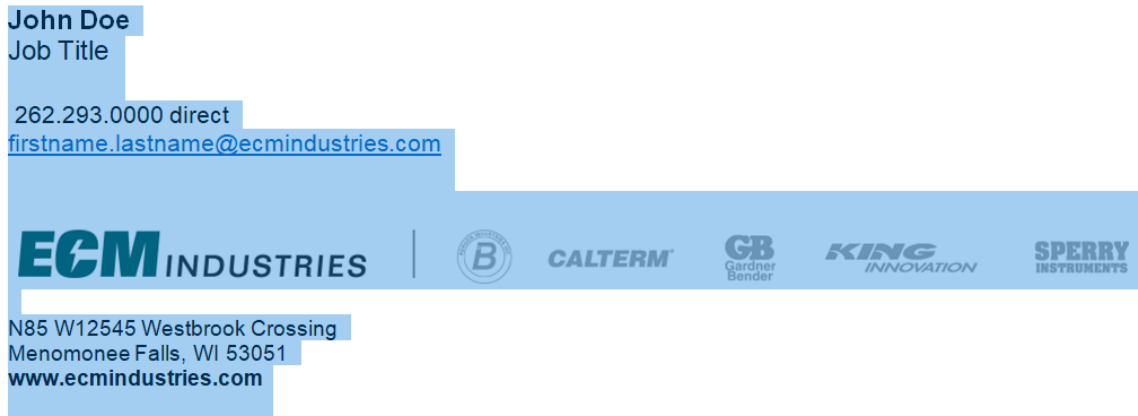 John Doe
Job Title
262.293.0000 direct
firstname.lastname@ecmindustries.com
ECM INDUSTRIES B CALTERM GB Gardner Bender KING INNOVATION SPERRY INSTRUMENTS
N85 W12545 Westbrook Crossing
Menomonee Falls, WI 53051
www.ecmindustries.com